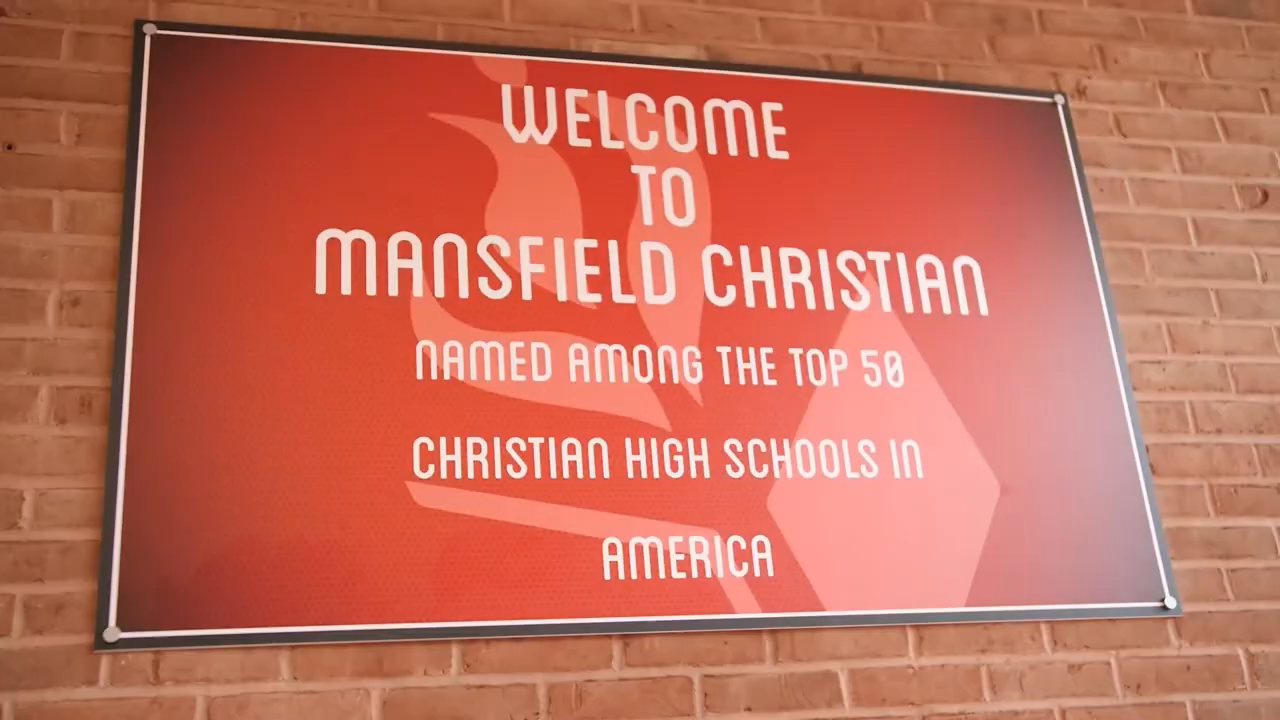 WELCOME
TO
MANSFIELD CHRISTIAN
NAMED AMONG THE TOP 50
CHRISTIAN HIGH SCHOOLS IN
AMERICA